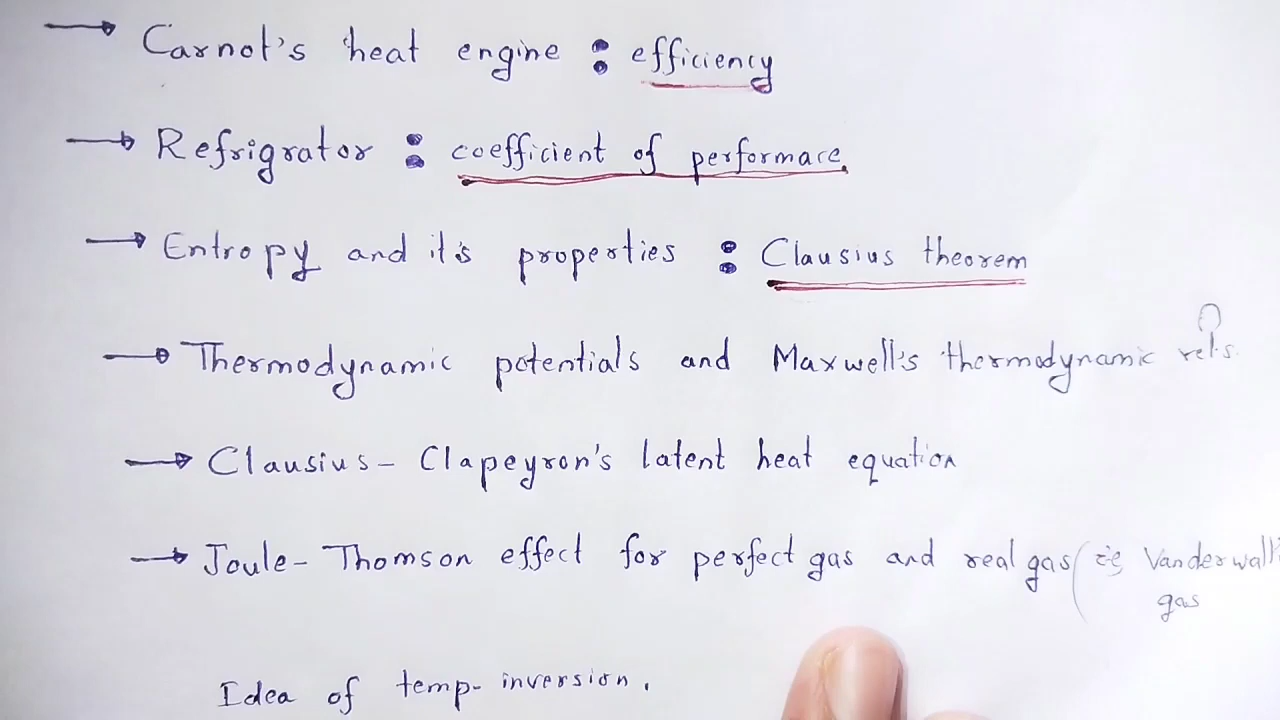 → Carnot's heat engine : efficiency
→ Refrigrator : coefficient of performace.
→ Entropy and it's properties : Clausius theorem
→ Thermodynamic potentials and Maxwell's thermodynamic rels.
→ Clausius - Clapeyron's latent heat equation
→ Joule - Thomson effect for perfect gas and real gas (ie Vanderwall's
gas
Idea of temp- inversion.